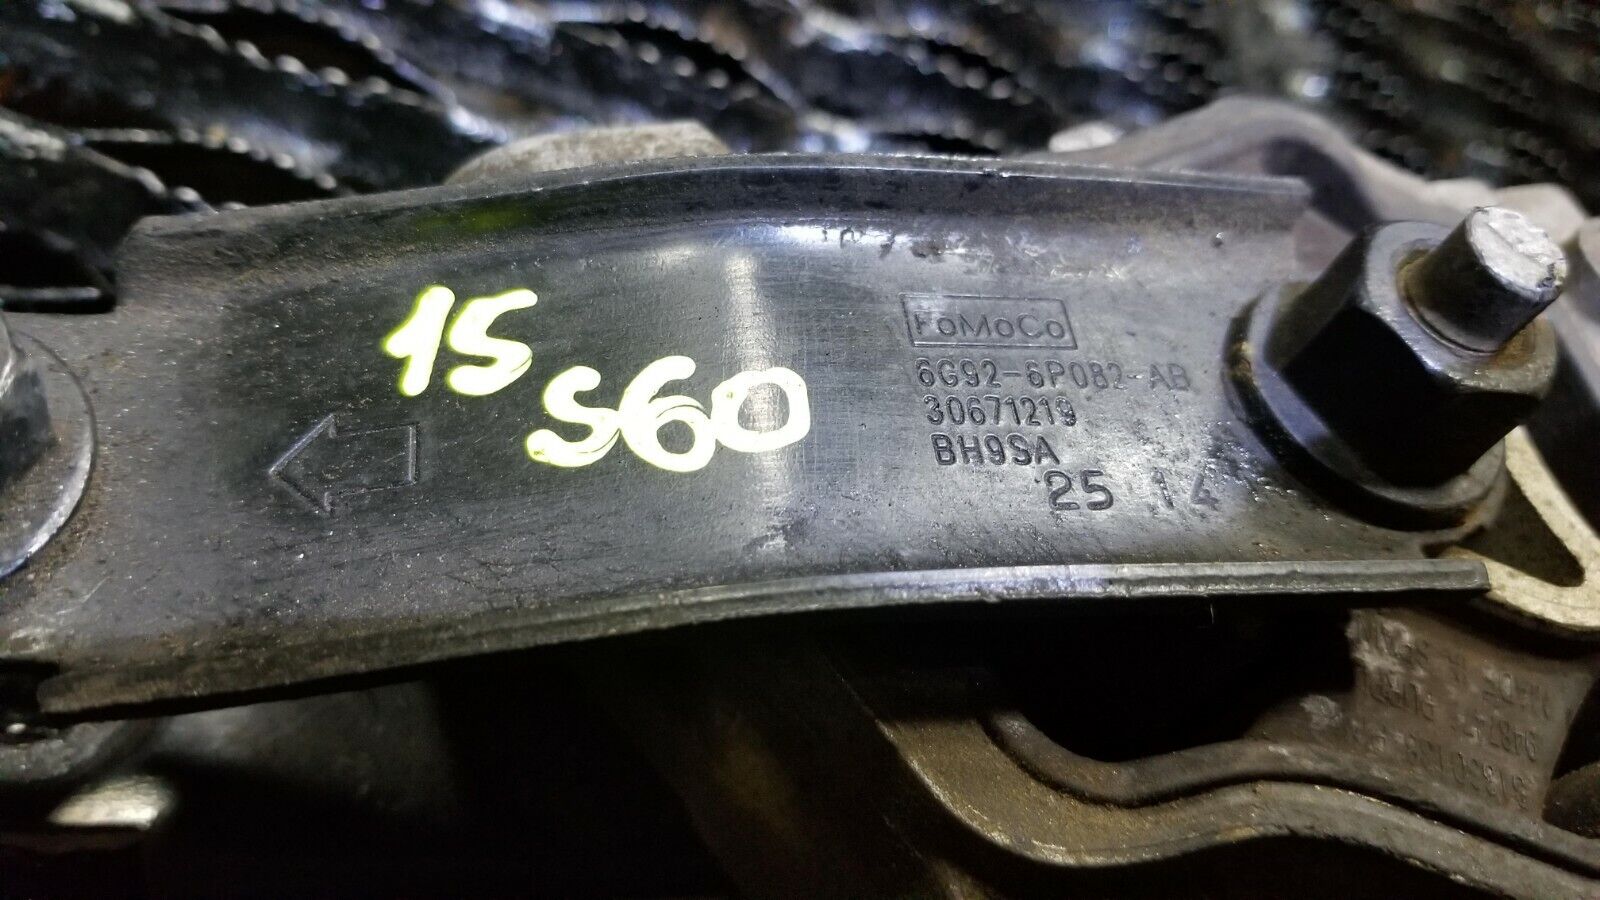 15
S60
FoMoCo
6G92-6P082-AB
30671219
BH9SA
25 14